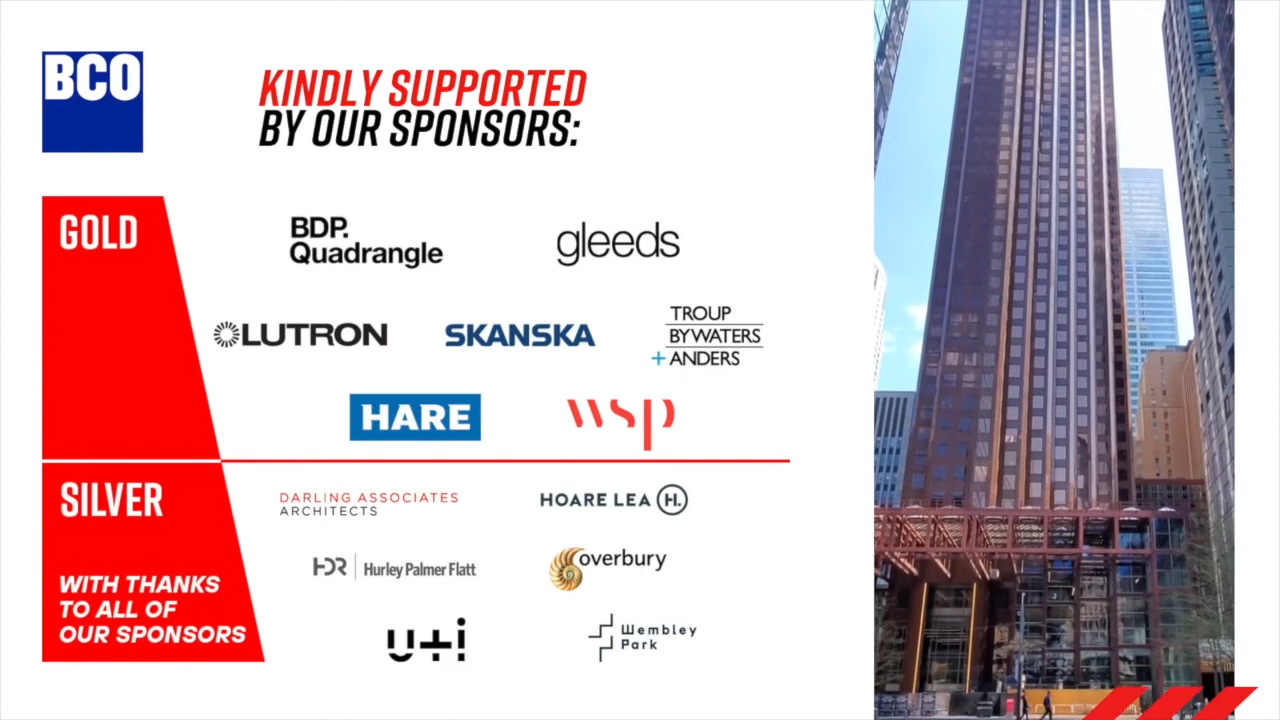 BCO
KINDLY SUPPORTED
BY OUR SPONSORS:
GOLD
BDP.
Quadrangle
gleeds
LUTRON
SKANSKA
TROUP
BYWATERS
+ ANDERS
HARE
wsp
SILVER
DARLING ASSOCIATES
ARCHITECTS
HOARE LEA H.
HDR Hurley Palmer Flatt
overbury
WITH THANKS
TO ALL OF
OUR SPONSORS
u+i
Wembley
Park